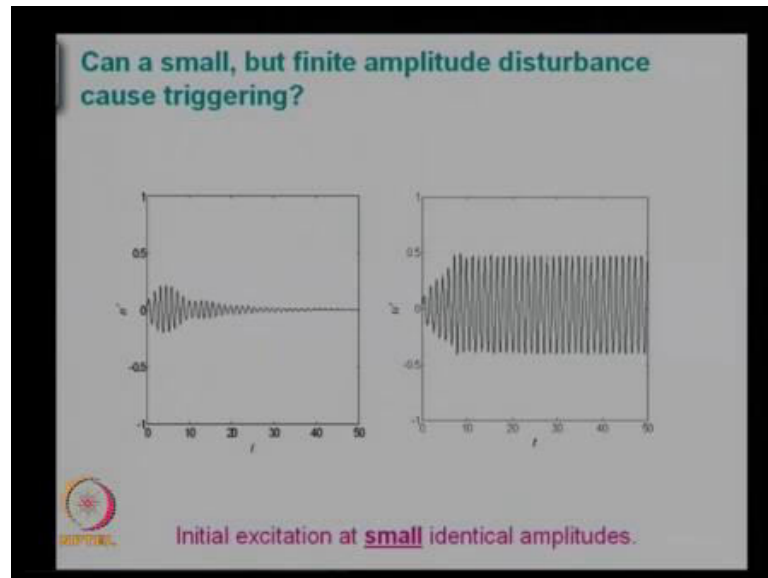 Can a small, but finite amplitude disturbance
cause triggering?
1
0.5
0
-0.5
-1
u'
0 10 20 30 40 50
t
1
0.5
0
-0.5
-1
u'
0 10 20 30 40 50
t
NPTEL
Initial excitation at small identical amplitudes.